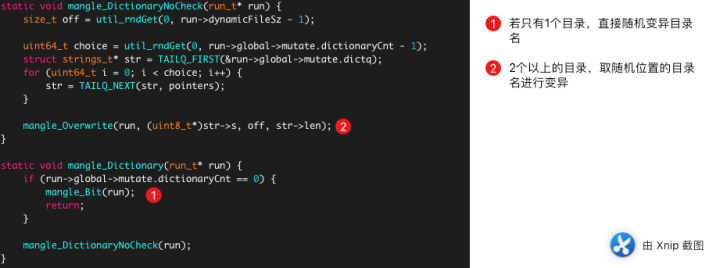 static void mangle_DictionaryNoCheck(run_t* run) {
size_t off = util_rndGet(0, run->dynamicFileSz - 1);
uint64_t choice = util_rndGet(0, run->global->mutate.dictionaryCnt - 1);
struct strings_t* str = TAILQ_FIRST(&run->global->mutate.dictq);
for (uint64_t i = 0; i < choice; i++) {
str = TAILQ_NEXT(str, pointers);
}
mangle_Overwrite(run, (uint8_t*)str->s, off, str->len); 2
}
static void mangle_Dictionary(run_t* run) {
if (run->global->mutate.dictionaryCnt == 0) {
mangle_Bit(run); 1
return;
}
mangle_DictionaryNoCheck(run);
}
1 若只有1个目录，直接随机变异目录
名
2 2个以上的目录，取随机位置的目录
名进行变异
由 Xnip 截图